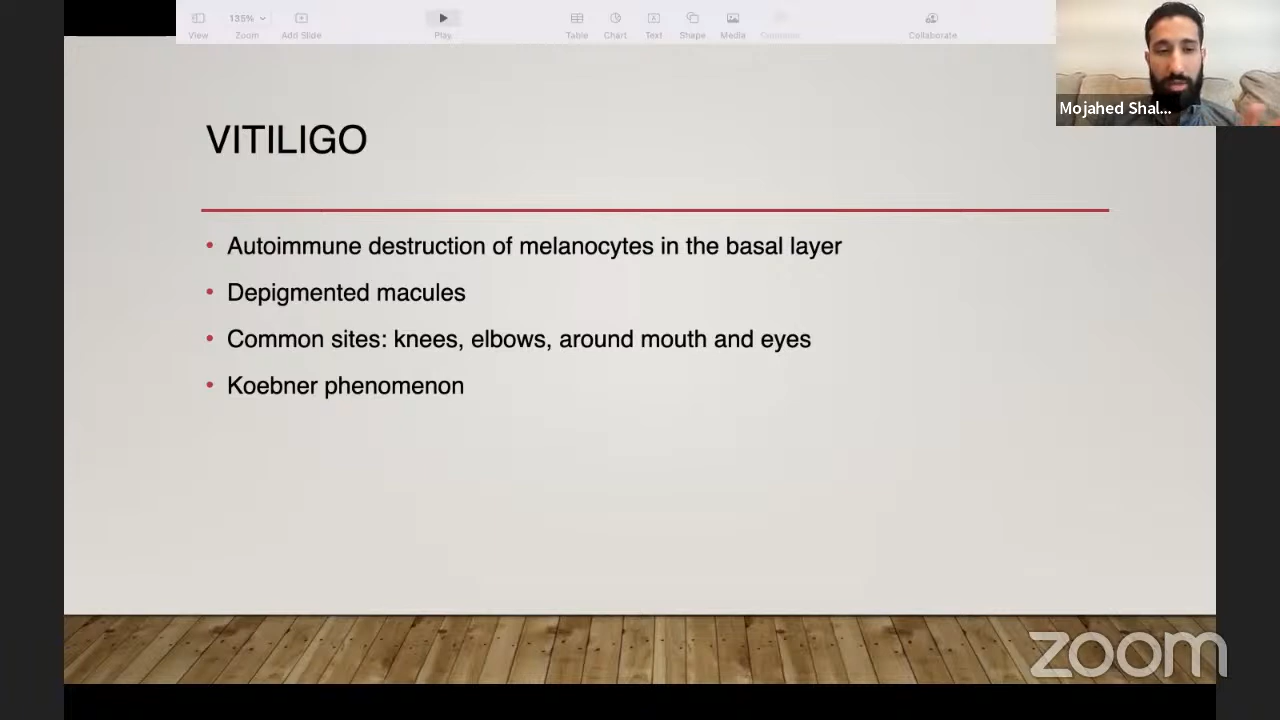 View
135%
Zoom
Add Slide
Play
Table
Chart
Text
Shape
Media
Collaborate
Mojahed Shal...
VITILIGO
• Autoimmune destruction of melanocytes in the basal layer
• Depigmented macules
• Common sites: knees, elbows, around mouth and eyes
• Koebner phenomenon
zoom